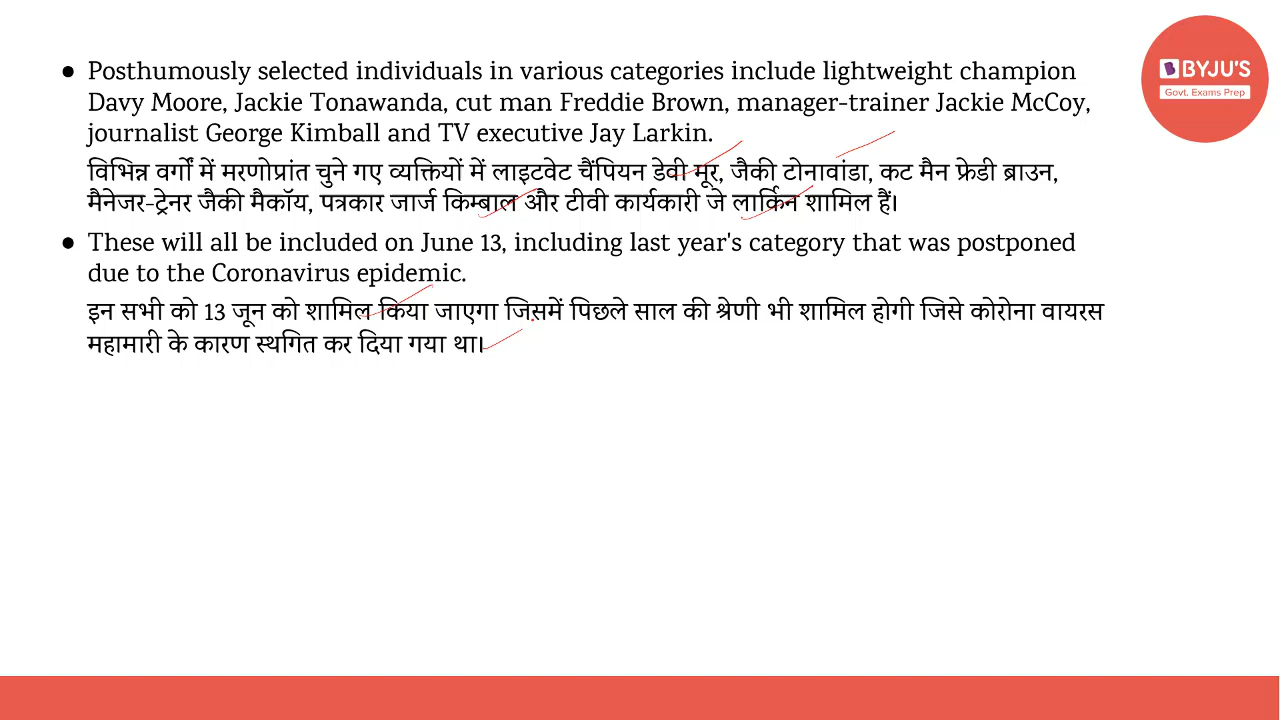 ● Posthumously selected individuals in various categories include lightweight champion
Davy Moore, Jackie Tonawanda, cut man Freddie Brown, manager-trainer Jackie McCoy,
journalist George Kimball and TV executive Jay Larkin.
विभिन्न वर्गों में मरणोप्रांत चुने गए व्यक्तियों में लाइटवेट चैंपियन डेवी मूर, जैकी टोनावांडा, कट मैन फ्रेडी ब्राउन,
मैनेजर-ट्रेनर जैकी मैकॉय, पत्रकार जार्ज किम्बाल और टीवी कार्यकारी जे लार्किन शामिल हैं।
● These will all be included on June 13, including last year's category that was postponed
due to the Coronavirus epidemic.
इन सभी को 13 जून को शामिल किया जाएगा जिसमें पिछले साल की श्रेणी भी शामिल होगी जिसे कोरोना वायरस
महामारी के कारण स्थगित कर दिया गया था।
BYJU'S
Govt. Exams Prep